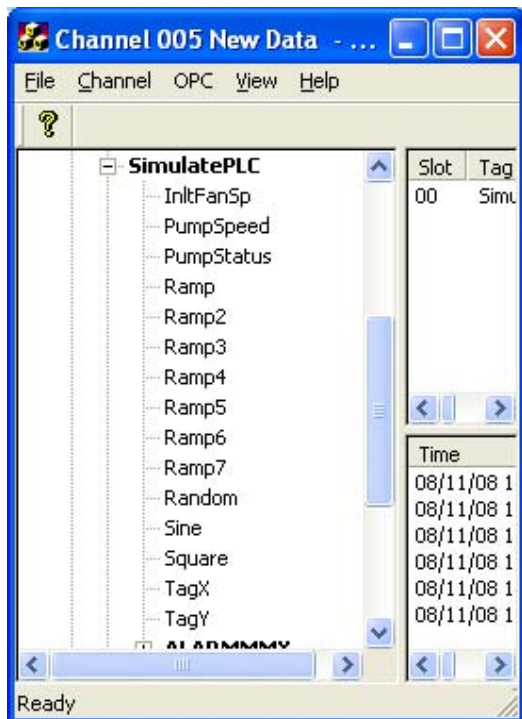 Channel 005 New Data - ...
File Channel OPC View Help
SimulatePLC
InltFanSp
PumpSpeed
PumpStatus
Ramp
Ramp2
Ramp3
Ramp4
Ramp5
Ramp6
Ramp7
Random
Sine
Square
TagX
TagY
Slot Tag
00 Simu
Time
08/11/08 1
08/11/08 1
08/11/08 1
08/11/08 1
08/11/08 1
08/11/08 1
Ready